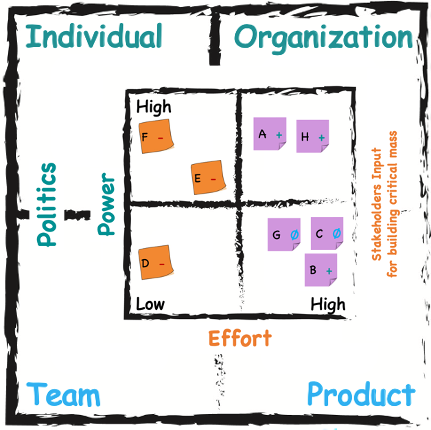 Individual
Organization
High
F -
A +
H +
E -
Politics
Power
Stakeholders Input
for building critical mass
G Ø
C Ø
D -
B +
Low
High
Effort
Team
Product